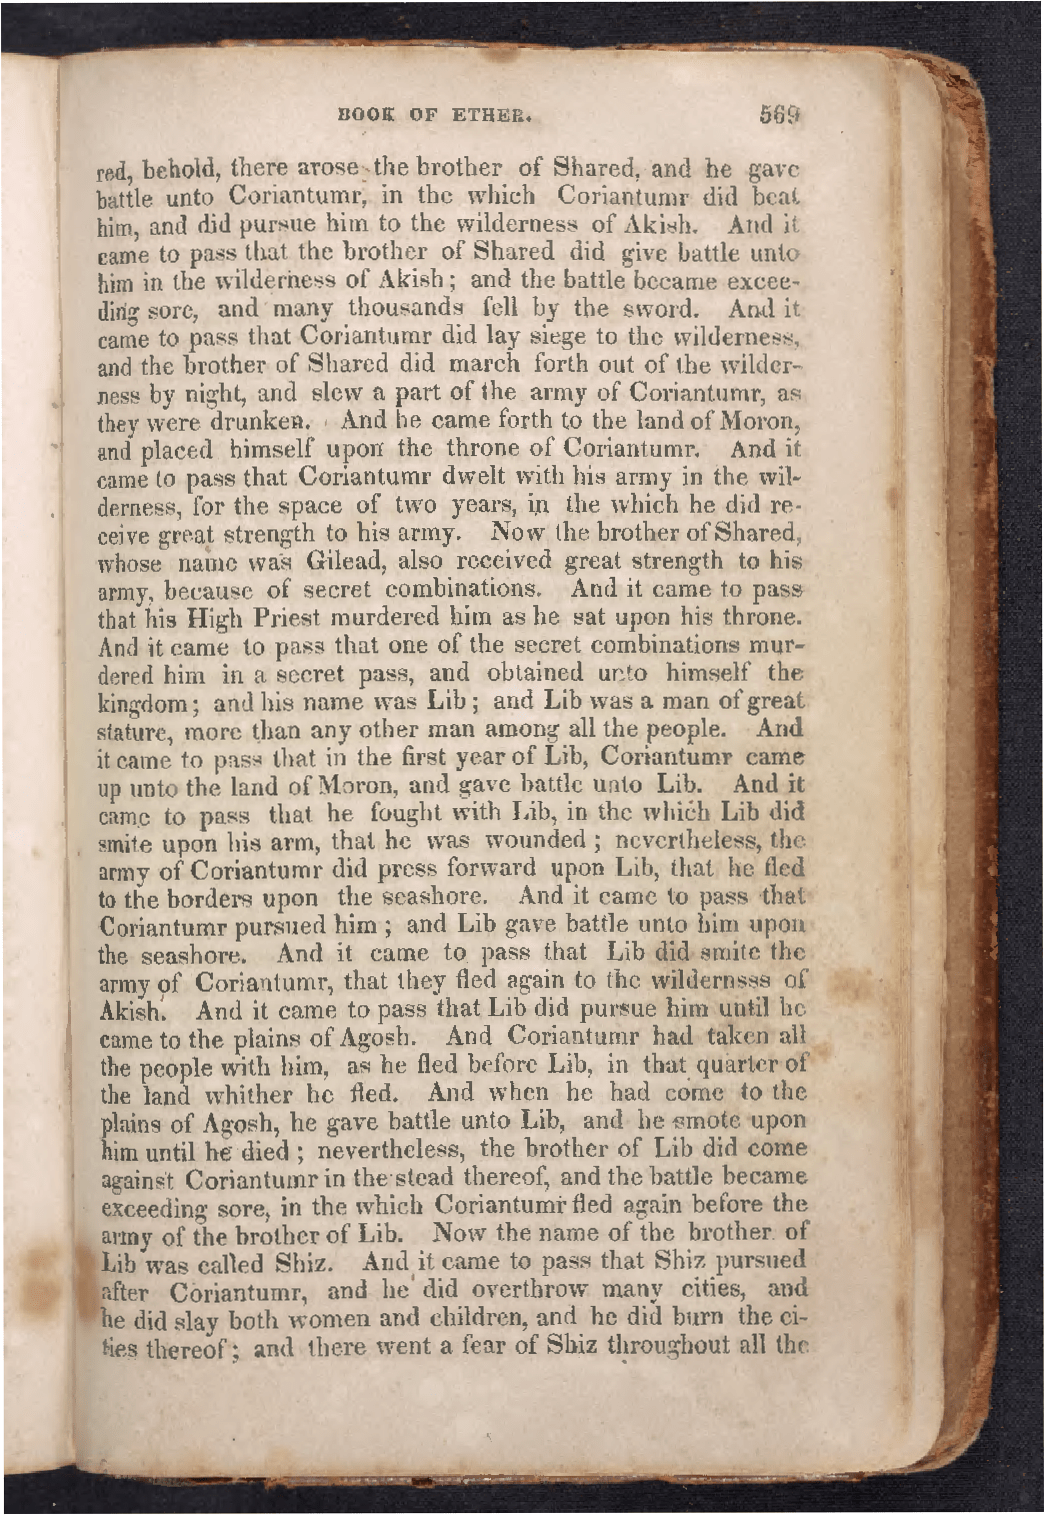 BOOK OF ETHER. 569
red, behold, there arose the brother of Shared, and he gave
battle unto Coriantumr, in the which Coriantumr did beat
him, and did pursue him to the wilderness of Akish. And it
came to pass that the brother of Shared did give battle unto
him in the wilderness of Akish; and the battle became excee-
ding sore, and many thousands fell by the sword. And it
came to pass that Coriantumr did lay siege to the wilderness,
and the brother of Shared did march forth out of the wilder-
ness by night, and slew a part of the army of Coriantumr, as
they were drunken. And he came forth to the land of Moron,
and placed himself upon the throne of Coriantumr. And it
came to pass that Coriantumr dwelt with his army in the wil-
derness, for the space of two years, in the which he did re-
ceive great strength to his army. Now the brother of Shared,
whose name was Gilead, also received great strength to his
army, because of secret combinations. And it came to pass
that his High Priest murdered him as he sat upon his throne.
And it came to pass that one of the secret combinations mur-
dered him in a secret pass, and obtained unto himself the
kingdom; and his name was Lib; and Lib was a man of great
stature, more than any other man among all the people. And
it came to pass that in the first year of Lib, Coriantumr came
up unto the land of Moron, and gave battle unto Lib. And it
came to pass that he fought with Lib, in the which Lib did
smite upon his arm, that he was wounded; nevertheless, the
army of Coriantumr did press forward upon Lib, that he fled
to the borders upon the seashore. And it came to pass that
Coriantumr pursued him; and Lib gave battle unto him upon
the seashore. And it came to pass that Lib did smite the
army of Coriantumr, that they fled again to the wildernsss of
Akish. And it came to pass that Lib did pursue him until he
came to the plains of Agosh. And Coriantumr had taken all
the people with him, as he fled before Lib, in that quarter of
the land whither he fled. And when he had come to the
plains of Agosh, he gave battle unto Lib, and he smote upon
him until he died; nevertheless, the brother of Lib did come
against Coriantumr in the stead thereof, and the battle became
exceeding sore, in the which Coriantumr fled again before the
army of the brother of Lib. Now the name of the brother of
Lib was called Shiz. And it came to pass that Shiz pursued
after Coriantumr, and he did overthrow many cities, and
he did slay both women and children, and he did burn the ci-
ties thereof; and there went a fear of Shiz throughout all the